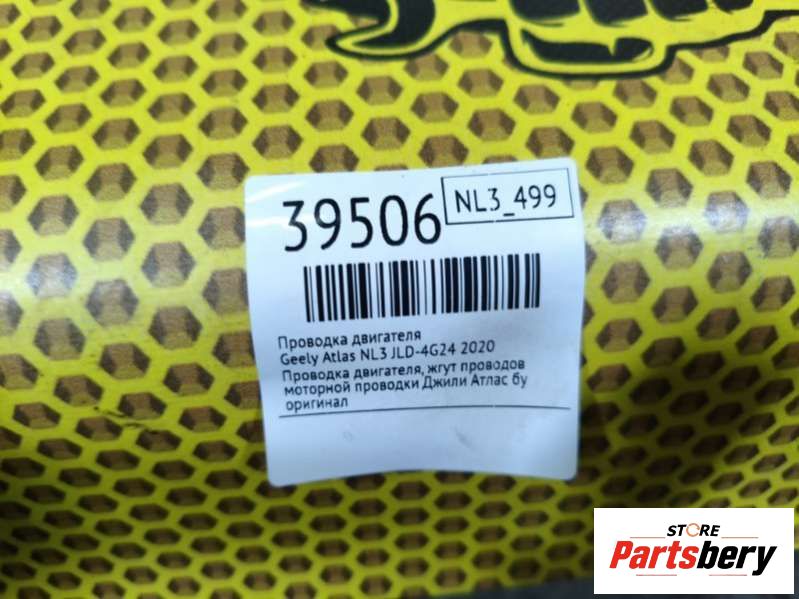 39506
NL3_499
Проводка двигателя
Geely Atlas NL3 JLD-4G24 2020
Проводка двигателя, жгут проводов
моторной проводки Джили Атлас бу
оригинал
STORE
Partsbery